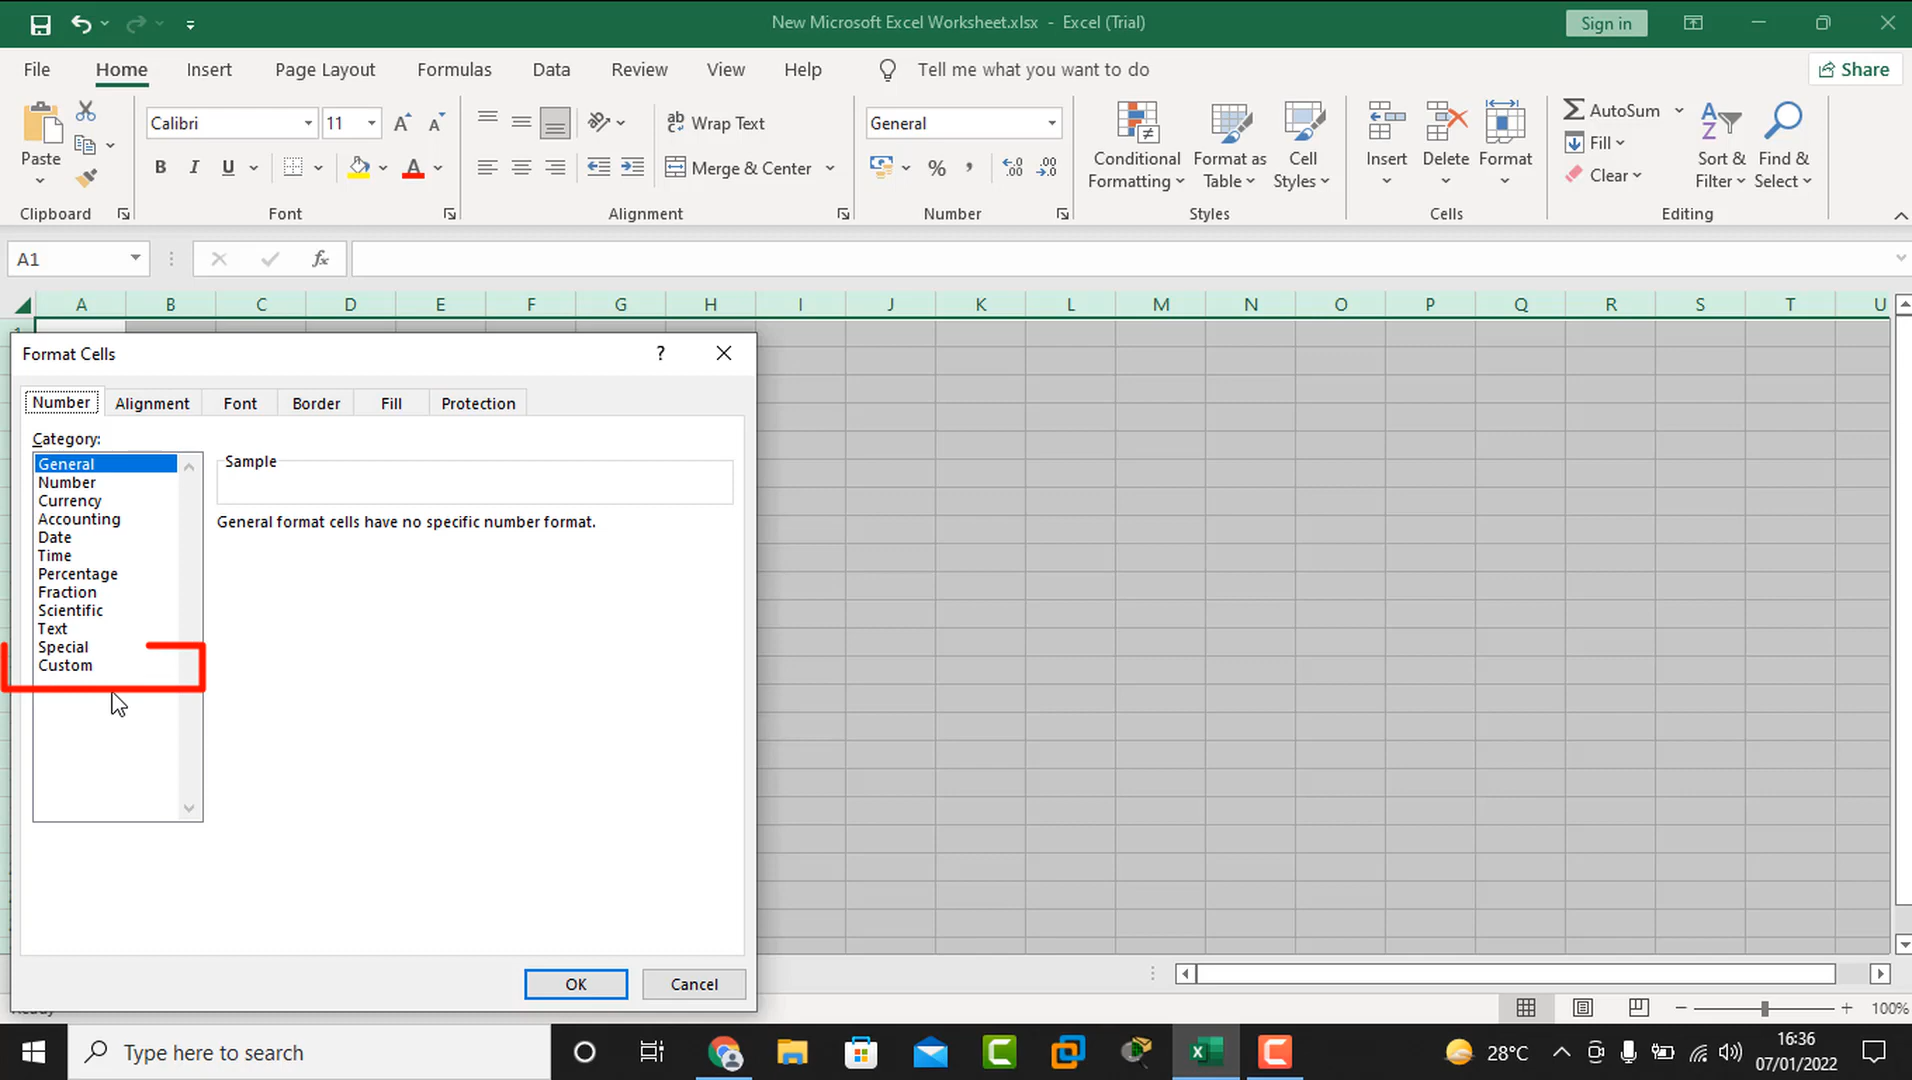 New Microsoft Excel Worksheet.xlsx - Excel (Trial)
Sign in
File Home Insert Page Layout Formulas Data Review View Help Tell me what you want to do Share
Paste
Calibri 11
B I U A
Wrap Text
Merge & Center
General
%
Conditional Formatting
Format as Table
Cell Styles
Insert
Delete
Format
AutoSum
Fill
Clear
Sort & Filter
Find & Select
Clipboard Font Alignment Number Styles Cells Editing
A1 fx
A B C D E F G H I J K L M N O P Q R S T U
Format Cells ?
Number Alignment Font Border Fill Protection
Category:
General
Number
Currency
Accounting
Date
Time
Percentage
Fraction
Scientific
Text
Special
Custom
Sample
General format cells have no specific number format.
OK Cancel
100%
Type here to search
28°C
16:36
07/01/2022